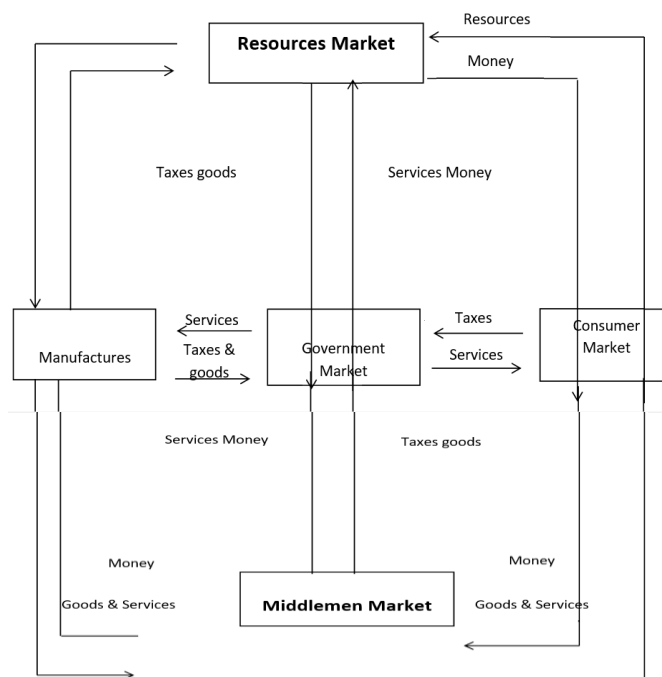 Resources
Resources Market
Money
Taxes goods
Services Money
Services
Taxes &
goods
Manufactures
Government
Market
Taxes
Services
Consumer
Market
Services Money
Taxes goods
Money
Money
Goods & Services
Middlemen Market
Goods & Services